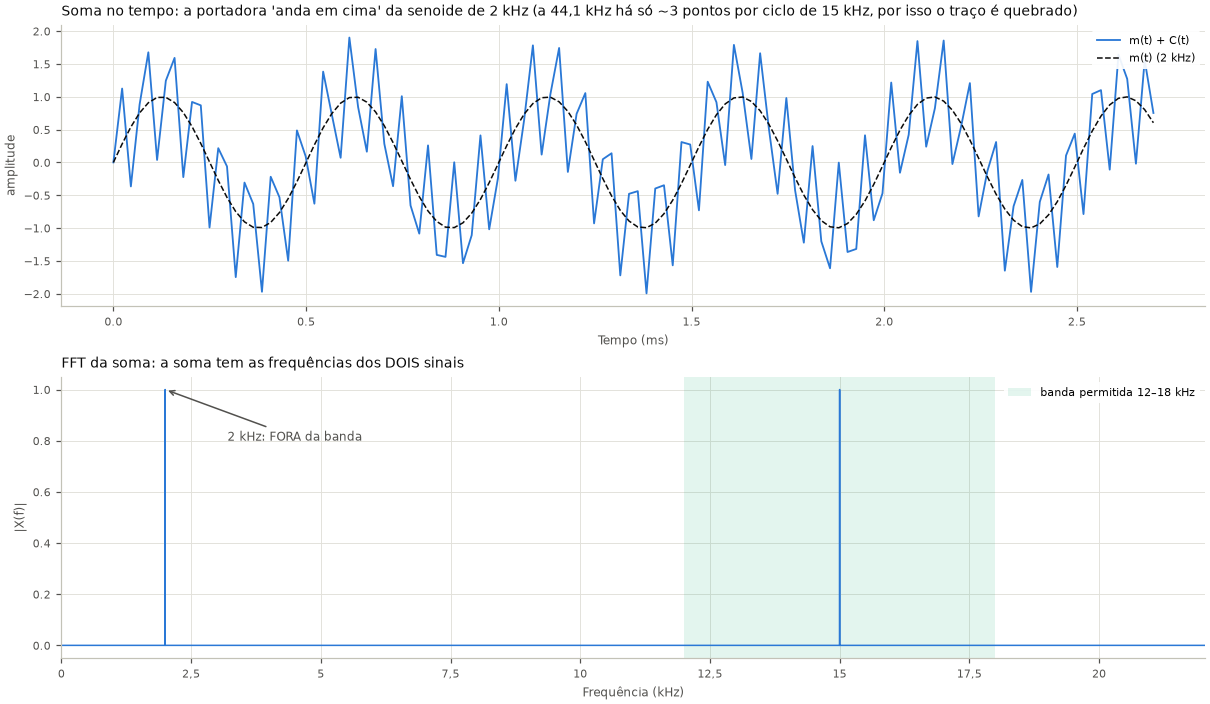 Soma no tempo: a portadora 'anda em cima' da senoide de 2 kHz (a 44,1 kHz há só ~3 pontos por ciclo de 15 kHz, por isso o traço é quebrado)
m(t) + C(t)
m(t) (2 kHz)
amplitude
2.0
1.5
1.0
0.5
0.0
−0.5
−1.0
−1.5
−2.0
0.0 0.5 1.0 1.5 2.0 2.5
Tempo (ms)
FFT da soma: a soma tem as frequências dos DOIS sinais
banda permitida 12–18 kHz
2 kHz: FORA da banda
|X(f)|
1.0
0.8
0.6
0.4
0.2
0.0
0 2,5 5 7,5 10 12,5 15 17,5 20
Frequência (kHz)